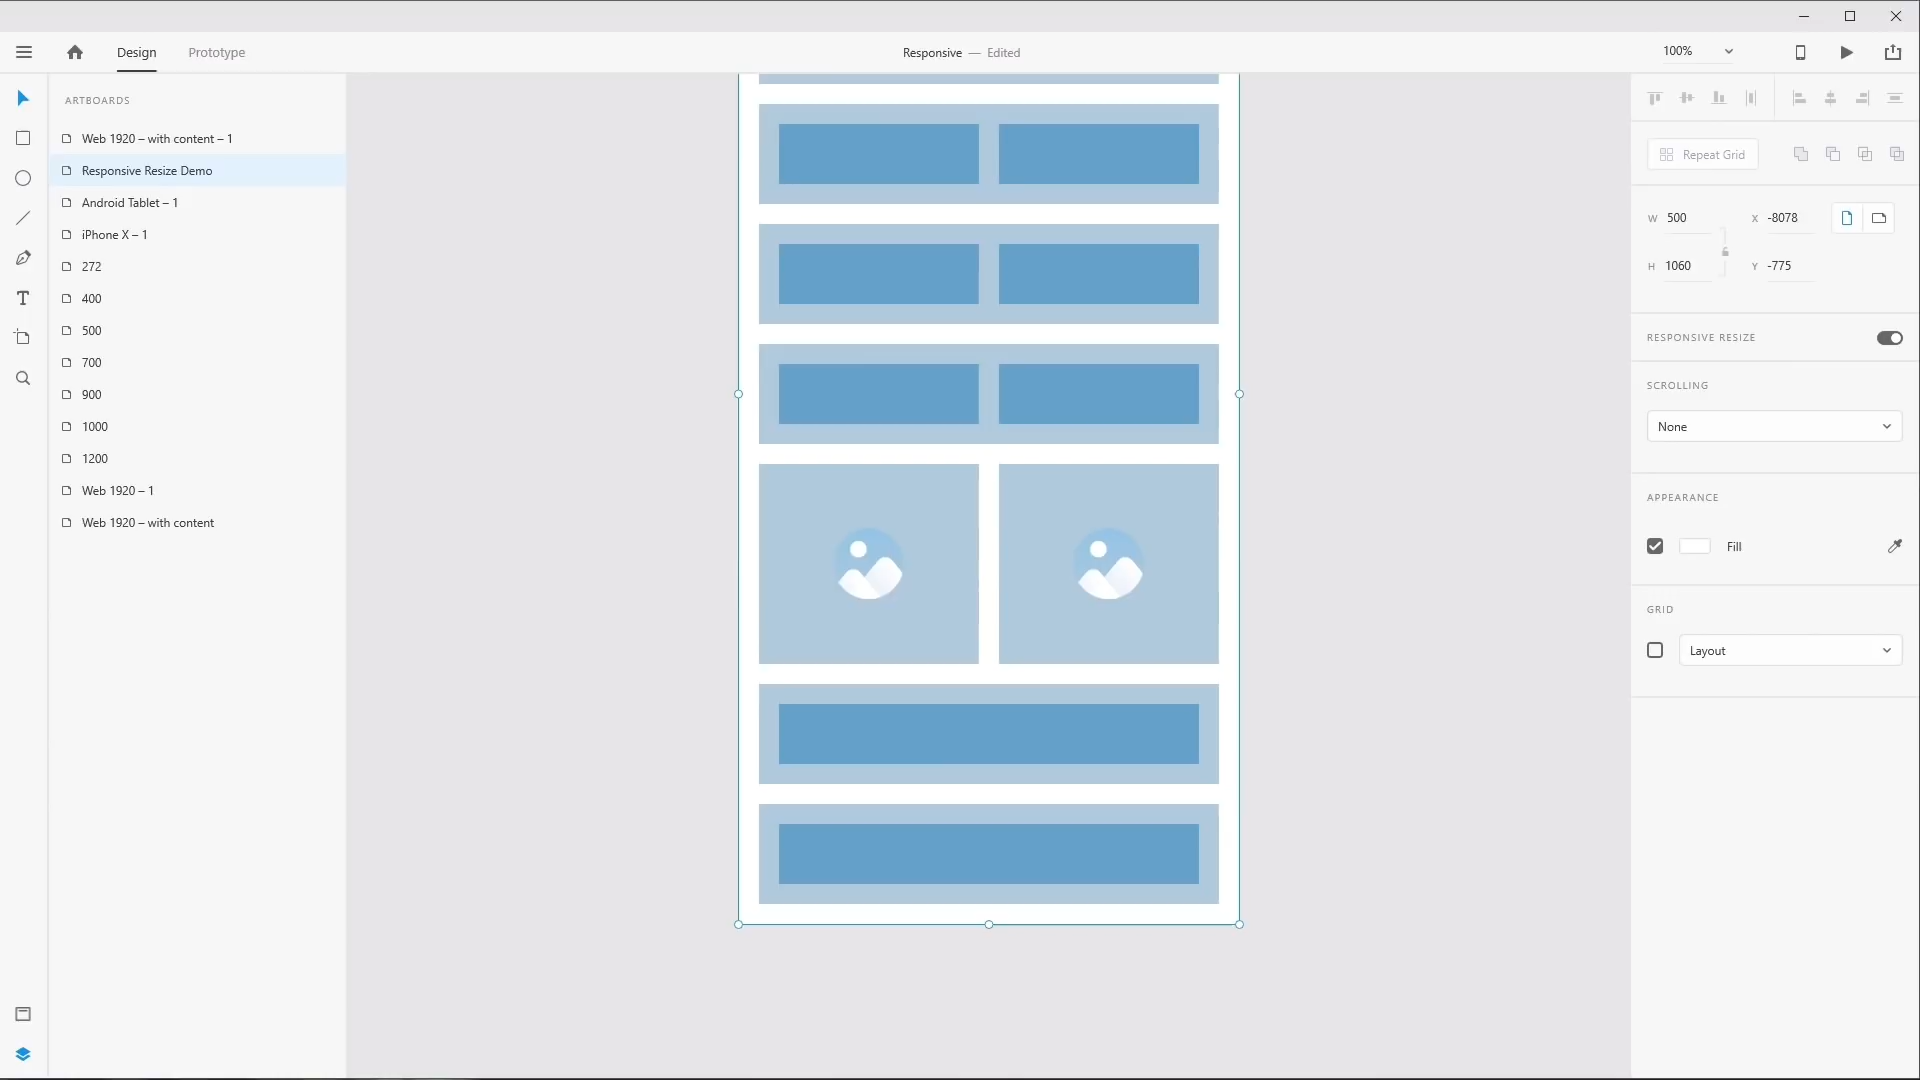 Design
Prototype
Responsive — Edited
100%
ARTBOARDS
Web 1920 – with content – 1
Responsive Resize Demo
Android Tablet – 1
iPhone X – 1
272
400
500
700
900
1000
1200
Web 1920 – 1
Web 1920 – with content
Repeat Grid
W 500
X -8078
H 1060
Y -775
RESPONSIVE RESIZE
SCROLLING
None
APPEARANCE
Fill
GRID
Layout